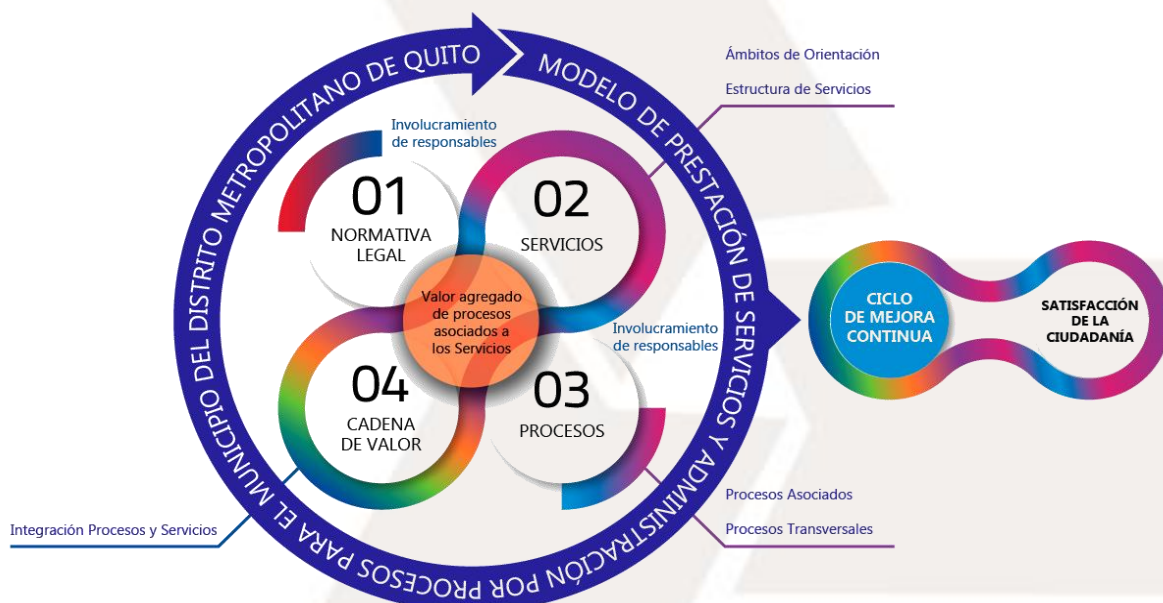 MODELO DE PRESTACIÓN DE SERVICIOS Y ADMINISTRACIÓN POR PROCESOS PARA EL MUNICIPIO DEL DISTRITO METROPOLITANO DE QUITO
Ámbitos de Orientación
Estructura de Servicios
Involucramiento
de responsables
01
NORMATIVA
LEGAL
02
SERVICIOS
Valor agregado
de procesos
asociados a
los Servicios
Involucramiento
de responsables
04
CADENA
DE VALOR
03
PROCESOS
CICLO
DE MEJORA
CONTINUA
SATISFACCIÓN
DE LA
CIUDADANÍA
Procesos Asociados
Procesos Transversales
Integración Procesos y Servicios